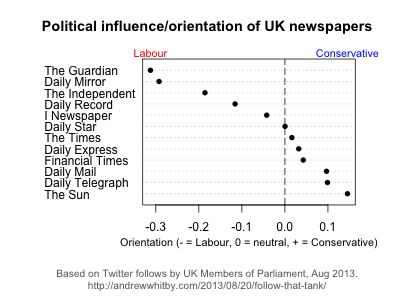 Political influence/orientation of UK newspapers
Labour Conservative
The Guardian
Daily Mirror
The Independent
Daily Record
I Newspaper
Daily Star
The Times
Daily Express
Financial Times
Daily Mail
Daily Telegraph
The Sun
-0.3 -0.2 -0.1 0.0 0.1
Orientation (- = Labour, 0 = neutral, + = Conservative)
Based on Twitter follows by UK Members of Parliament, Aug 2013.
http://andrewwhitby.com/2013/08/20/follow-that-tank/